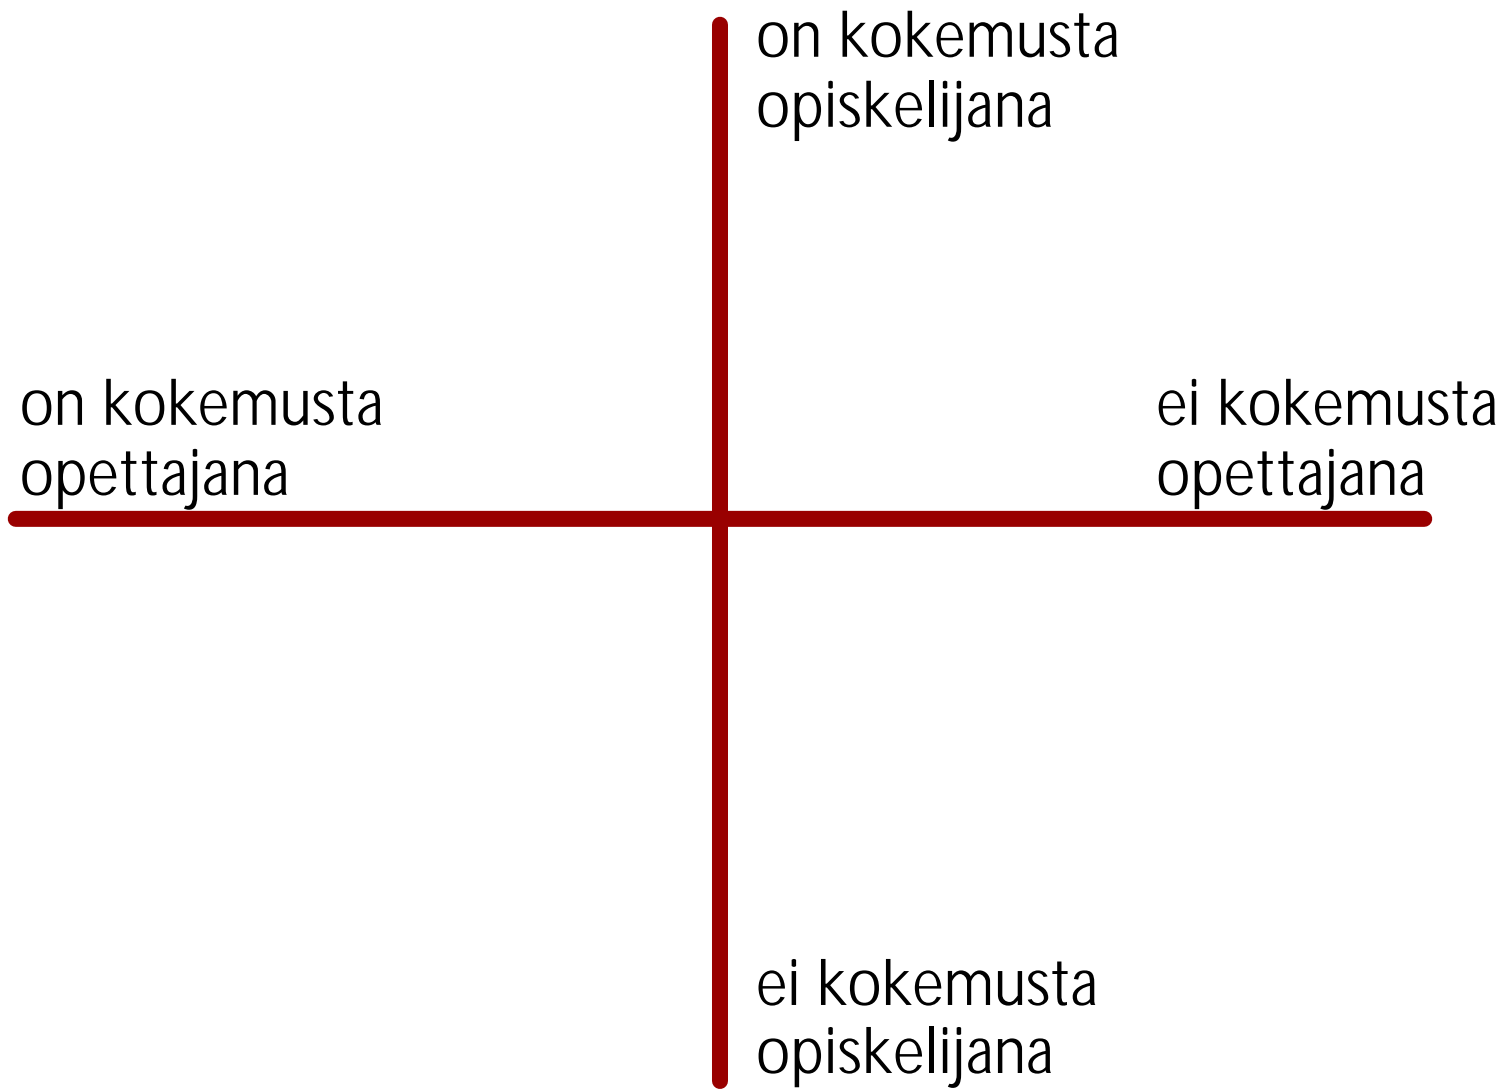 on kokemusta
opiskelijana
on kokemusta
opettajana
ei kokemusta
opettajana
ei kokemusta
opiskelijana